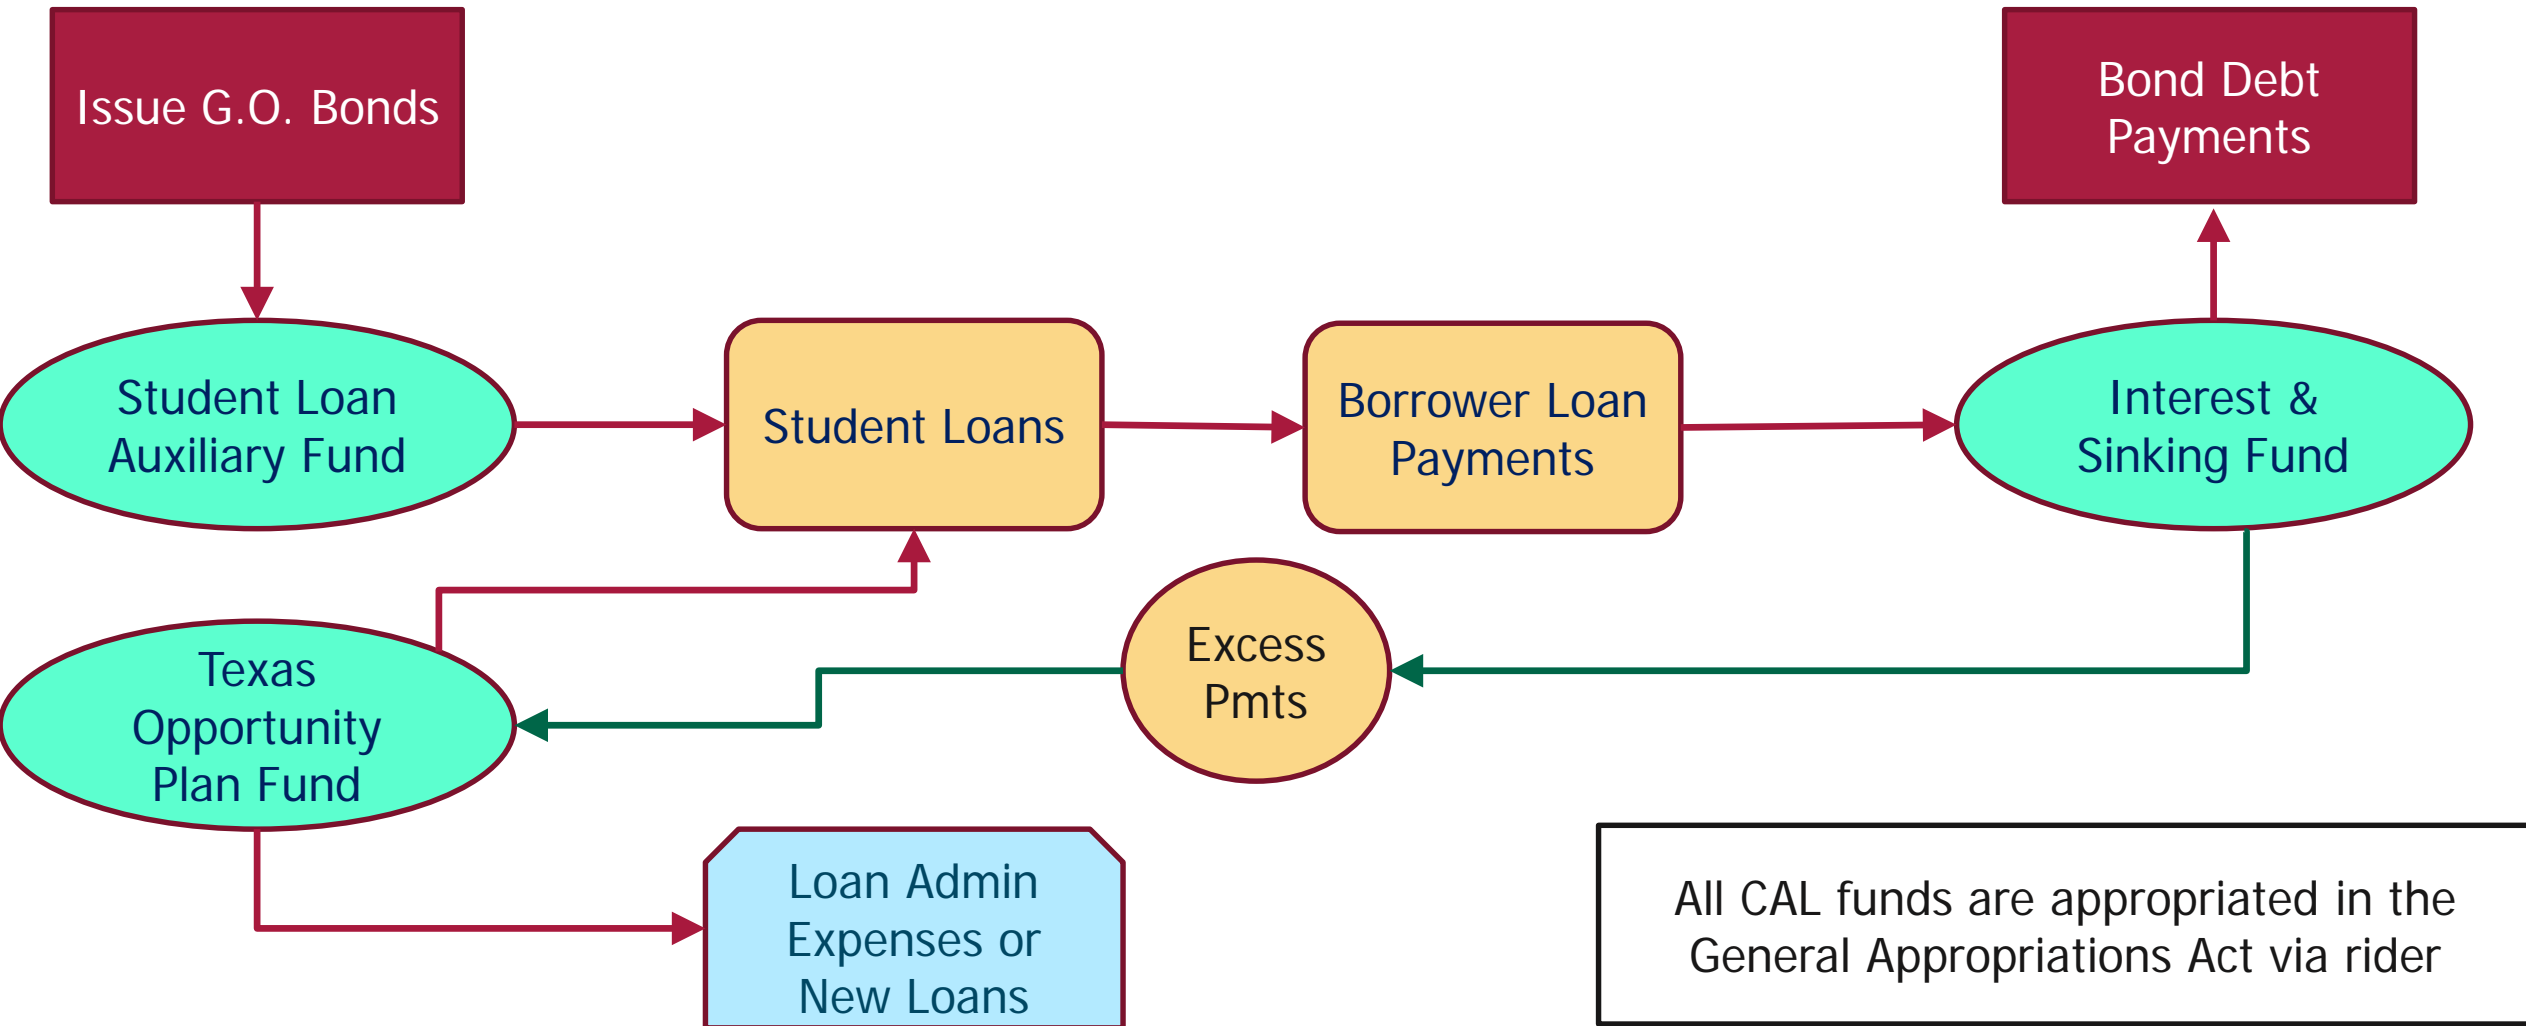 Issue G.O. Bonds
Bond Debt
Payments
Student Loan
Auxiliary Fund
Student Loans
Borrower Loan
Payments
Interest &
Sinking Fund
Texas
Opportunity
Plan Fund
Excess
Pmts
Loan Admin
Expenses or
New Loans
All CAL funds are appropriated in the
General Appropriations Act via rider